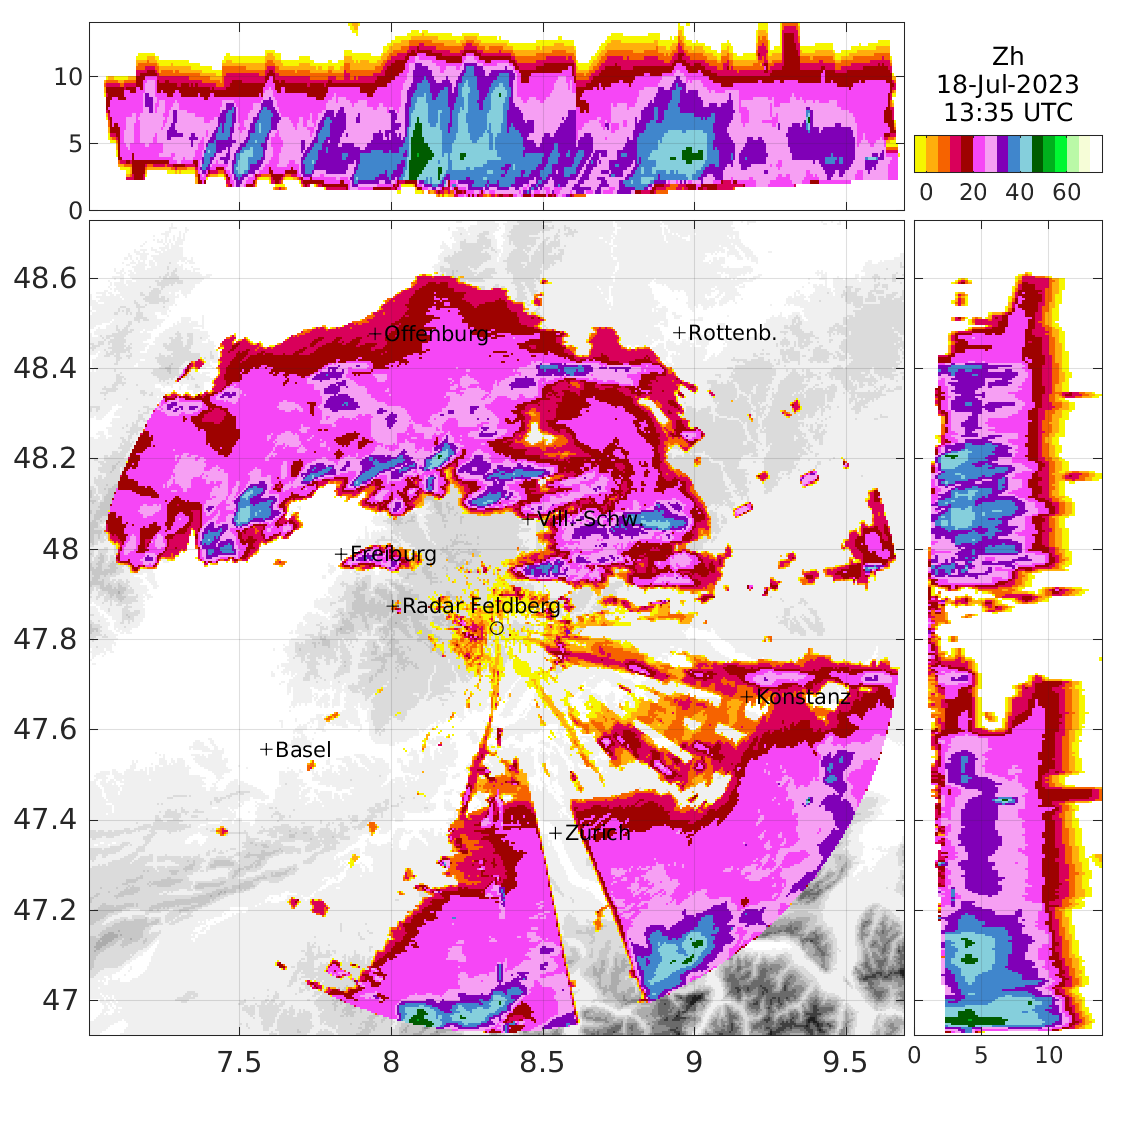 Zh
18-Jul-2023
13:35 UTC
0 20 40 60
10
5
0
48.6
48.4
48.2
48
47.8
47.6
47.4
47.2
47
+Offenburg
+Rottenb.
+Vill.-Schw.
+Freiburg
+Radar Feldberg
+Konstanz
+Basel
+Zurich
7.5 8 8.5 9 9.5
0 5 10